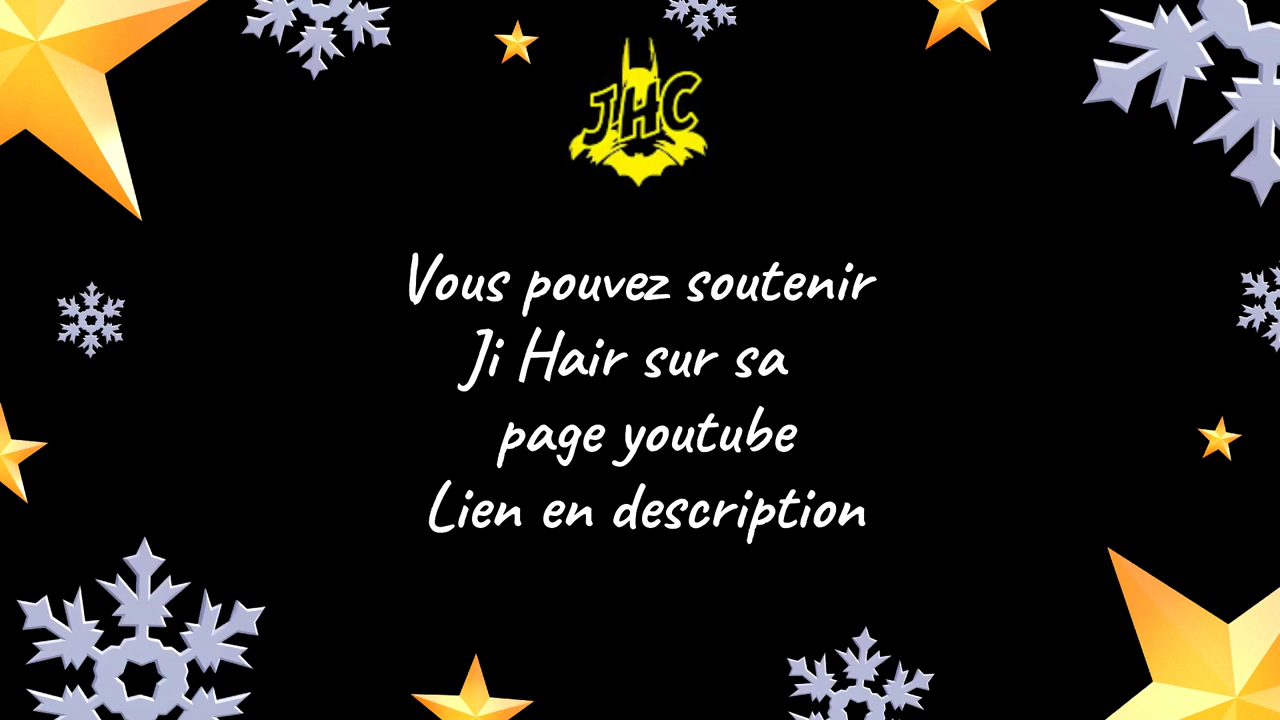 JHC
Vous pouvez soutenir
Ji Hair sur sa
page youtube
Lien en description